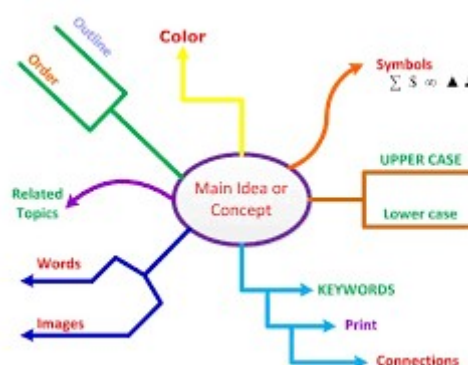 Outline
Order
Color
Symbols
∑ $ ∞ ▲
UPPER CASE
Lower case
Main Idea or
Concept
Related
Topics
Words
Images
KEYWORDS
Print
Connections